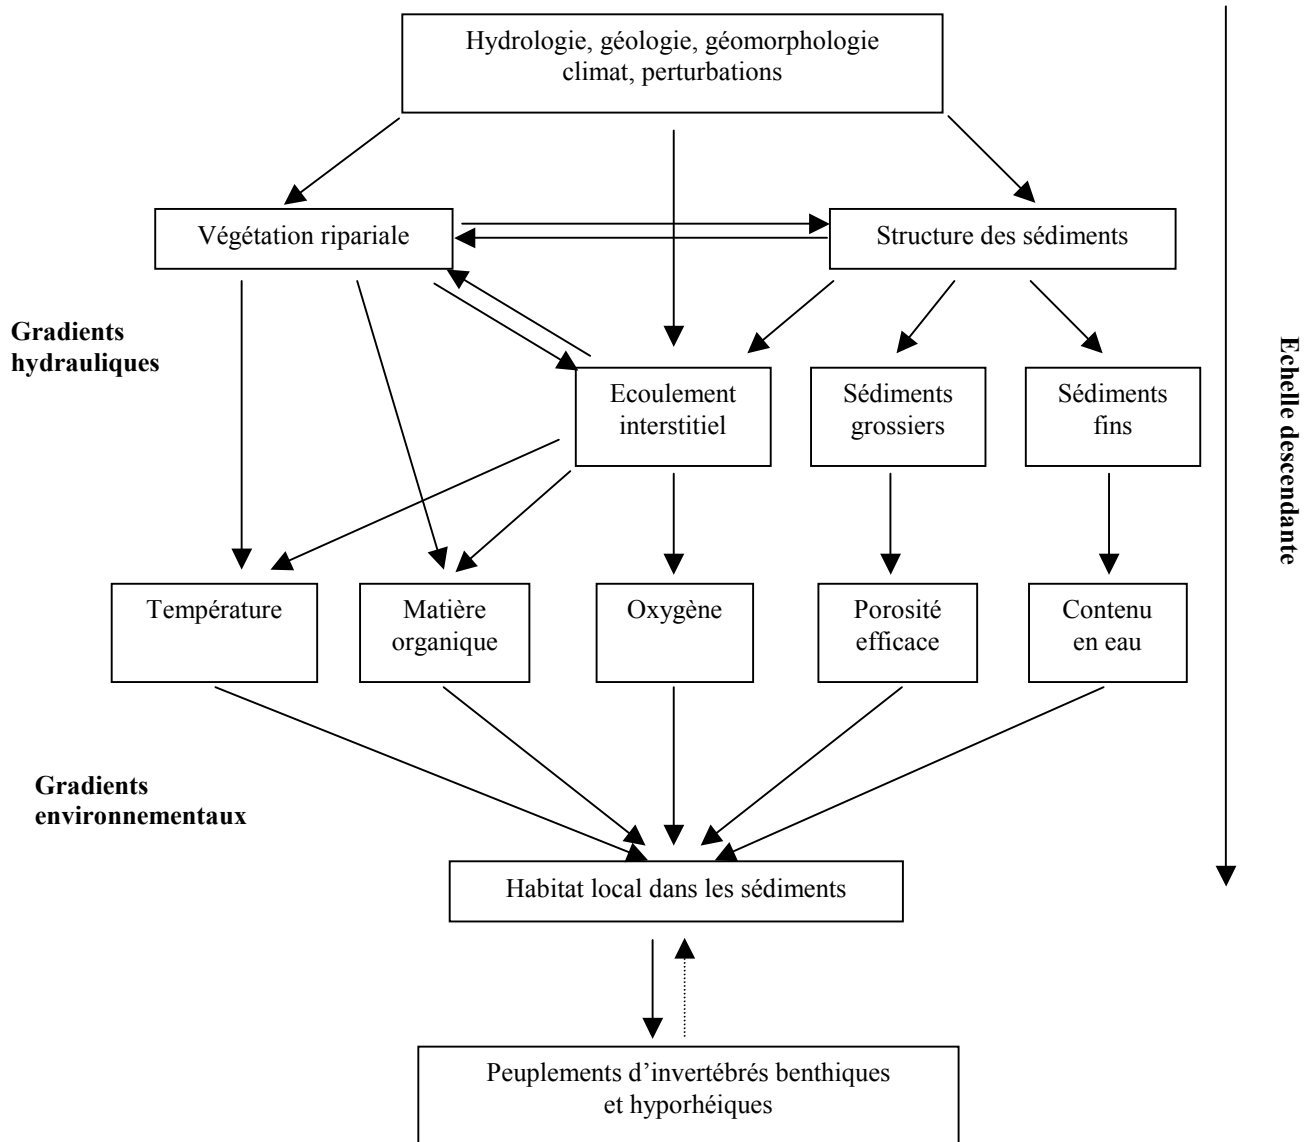 Hydrologie, géologie, géomorphologie
climat, perturbations
Végétation ripariale
Structure des sédiments
Gradients
hydrauliques
Ecoulement
interstitiel
Sédiments
grossiers
Sédiments
fins
Echelle descendante
Température
Matière
organique
Oxygène
Porosité
efficace
Contenu
en eau
Gradients
environnementaux
Habitat local dans les sédiments
Peuplements d’invertébrés benthiques
et hyporhéiques